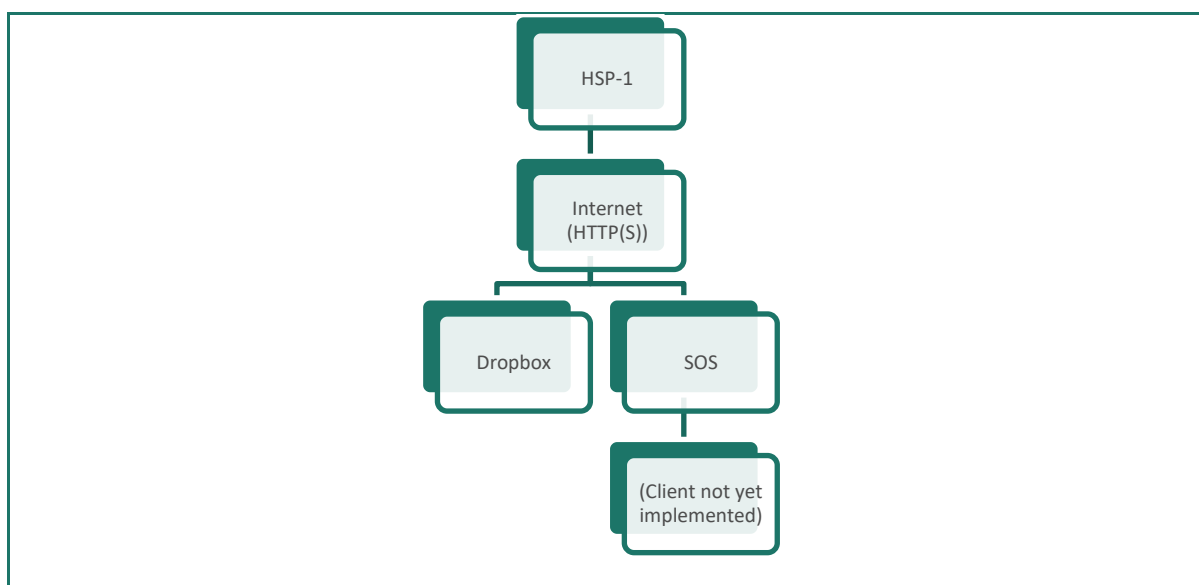 HSP-1
Internet
(HTTP(S))
Dropbox
SOS
(Client not yet
implemented)